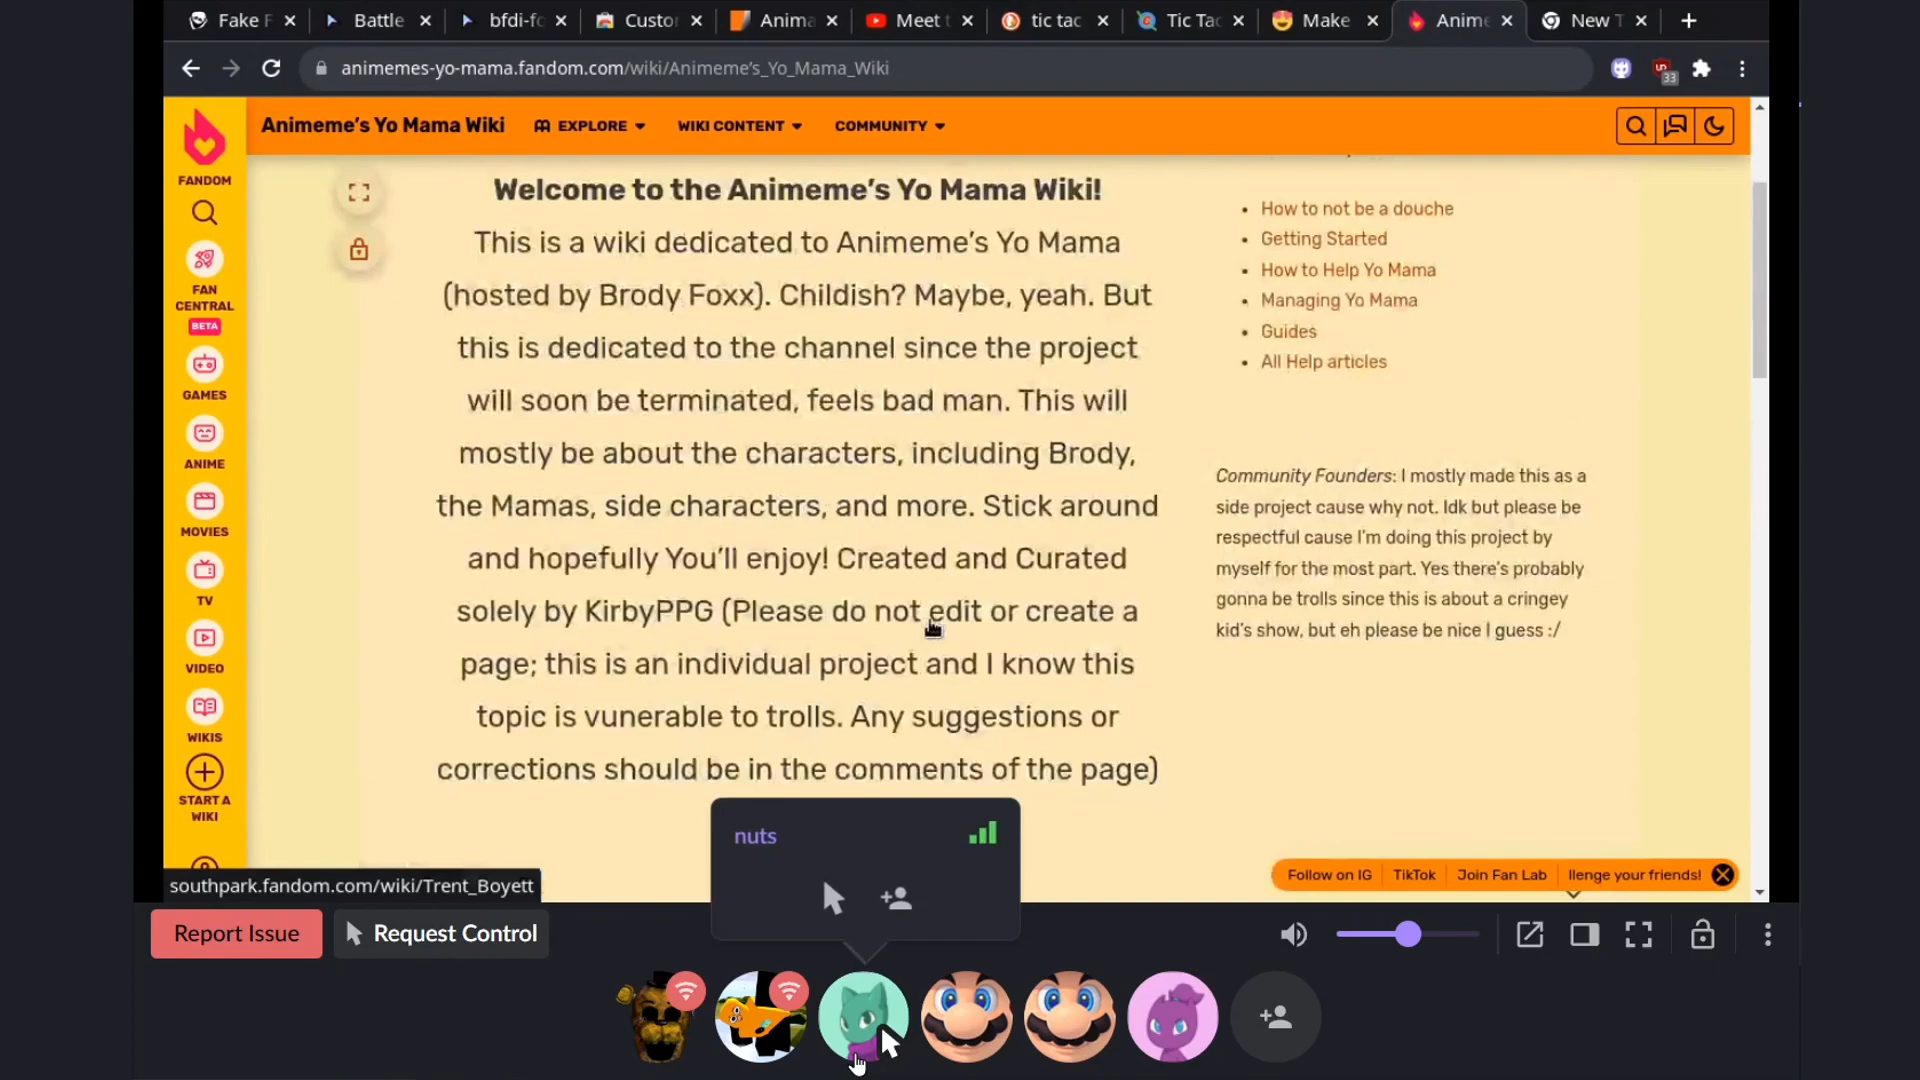 Fake F
Battle
bfdi-fo
Custo
Anima
Meet t
tic tac
Tic Tac
Make
Anime
New T
animemes-yo-mama.fandom.com/wiki/Animeme's_Yo_Mama_Wiki
33
Animeme's Yo Mama Wiki
EXPLORE
WIKI CONTENT
COMMUNITY
FANDOM
FAN
CENTRAL
BETA
GAMES
ANIME
MOVIES
TV
VIDEO
WIKIS
START A
WIKI
Welcome to the Animeme's Yo Mama Wiki!
This is a wiki dedicated to Animeme's Yo Mama
(hosted by Brody Foxx). Childish? Maybe, yeah. But
this is dedicated to the channel since the project
will soon be terminated, feels bad man. This will
mostly be about the characters, including Brody,
the Mamas, side characters, and more. Stick around
and hopefully You'll enjoy! Created and Curated
solely by KirbyPPG (Please do not edit or create a
page; this is an individual project and I know this
topic is vunerable to trolls. Any suggestions or
corrections should be in the comments of the page)
How to not be a douche
Getting Started
How to Help Yo Mama
Managing Yo Mama
Guides
All Help articles
Community Founders: I mostly made this as a
side project cause why not. Idk but please be
respectful cause I'm doing this project by
myself for the most part. Yes there's probably
gonna be trolls since this is about a cringey
kid's show, but eh please be nice I guess :/
nuts
Follow on IG
TikTok
Join Fan Lab
llenge your friends!
southpark.fandom.com/wiki/Trent_Boyett
Report Issue
Request Control